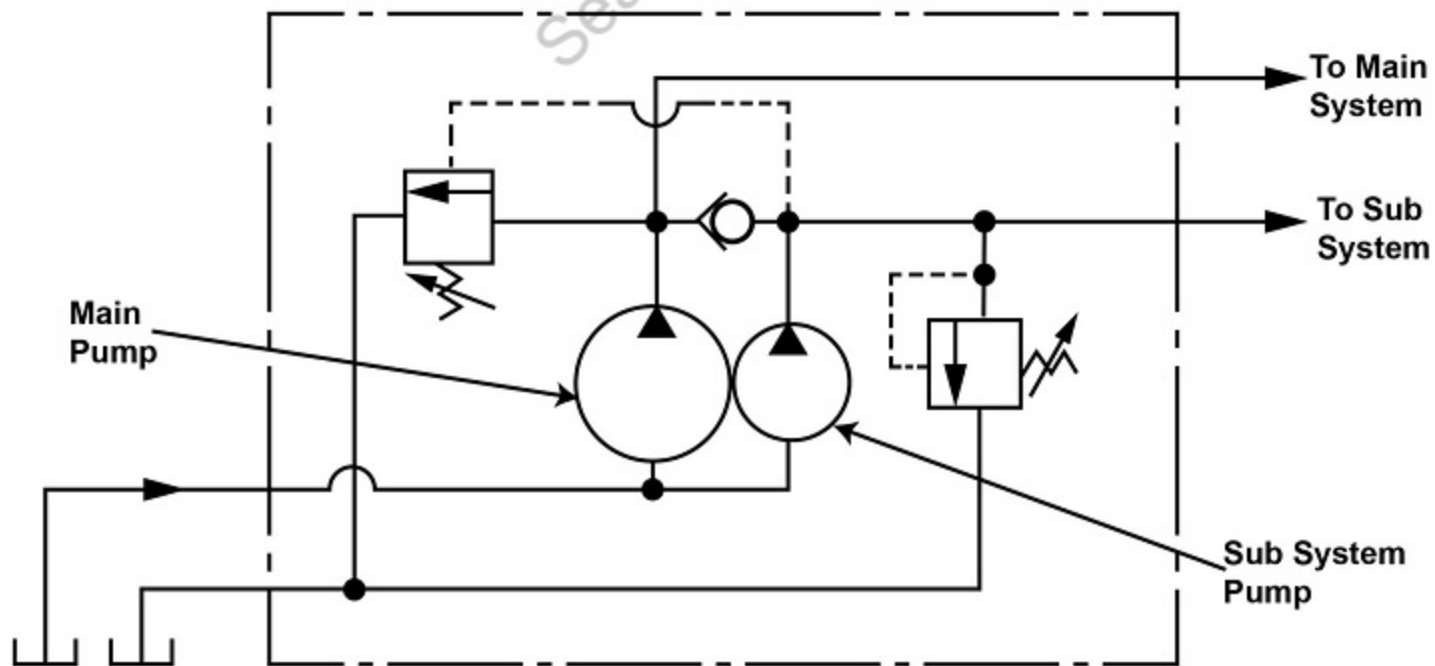 To Main
System
To Sub
System
Main
Pump
Sub System
Pump